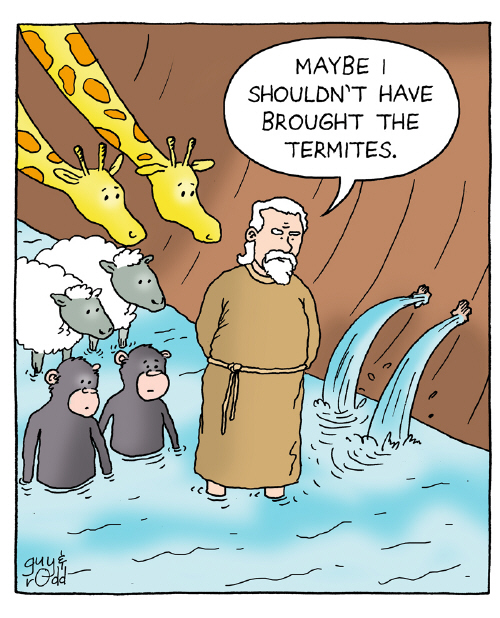 MAYBE I
SHOULDN'T HAVE
BROUGHT THE
TERMITES.
guy &
rodd